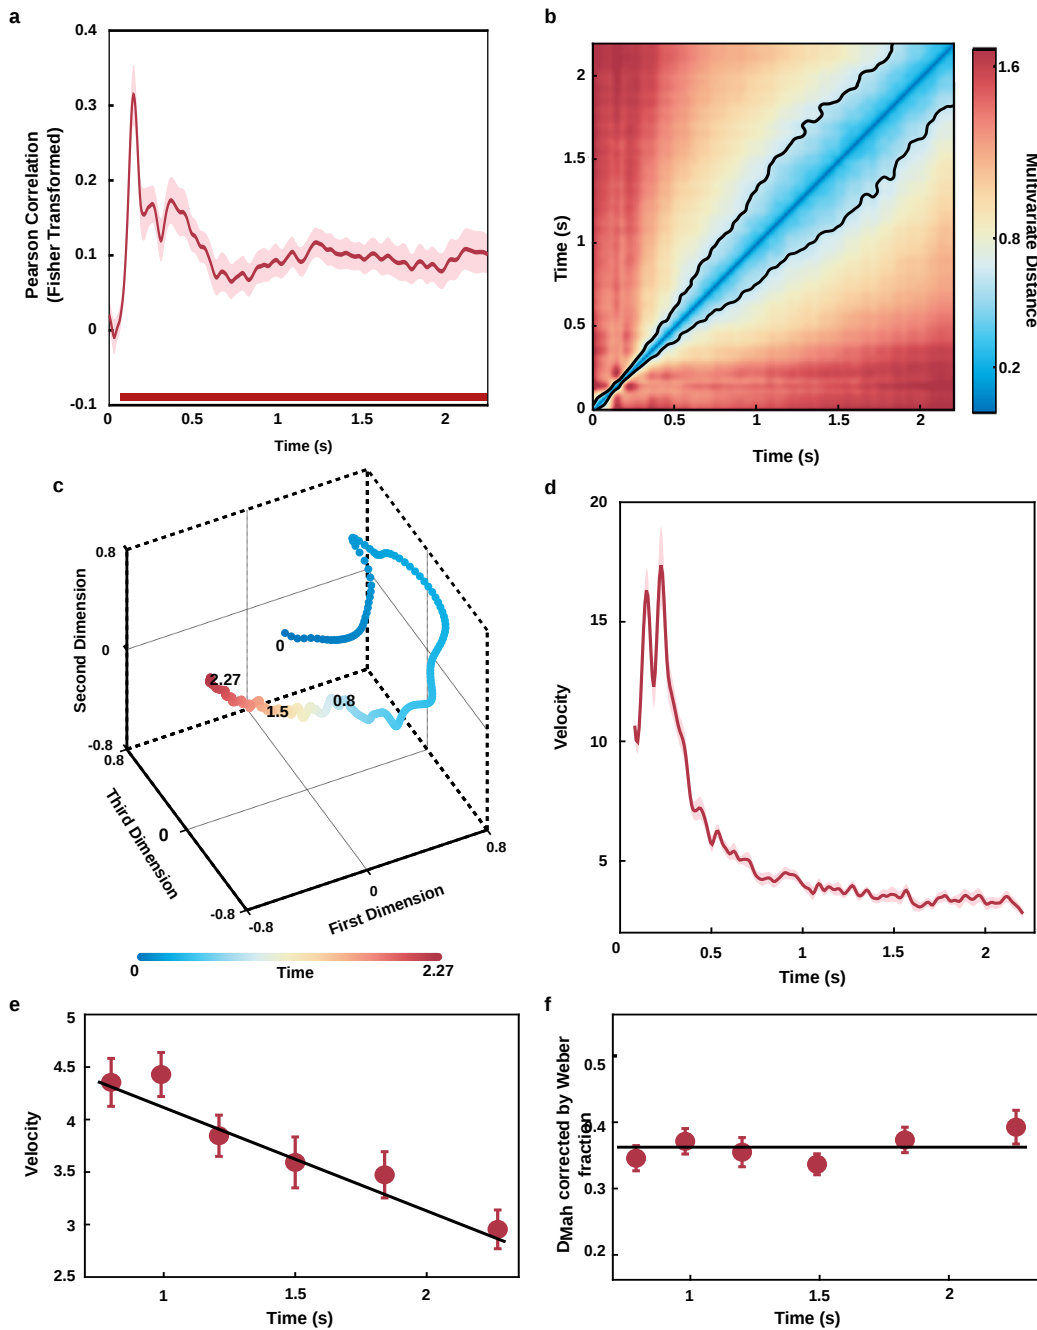 a
0.4
0.3
0.2
0.1
0
-0.1
Pearson Correlation
(Fisher Transformed)
0
0.5
1
1.5
2
Time (s)
b
2
1.5
1
0.5
0
Time (s)
0
0.5
1
1.5
2
Time (s)
1.6
0.8
0.2
Multivariate Distance
c
0.8
0
-0.8
Second Dimension
0.8
0
-0.8
Third Dimension
-0.8
0
0.8
First Dimension
0
2.27
1.5
0.8
0
Time
2.27
d
20
15
10
5
0
Velocity
0.5
1
1.5
2
Time (s)
e
5
4.5
4
3.5
3
2.5
Velocity
1
1.5
2
Time (s)
f
0.5
0.4
0.3
0.2
DMah corrected by Weber
fraction
1
1.5
2
Time (s)